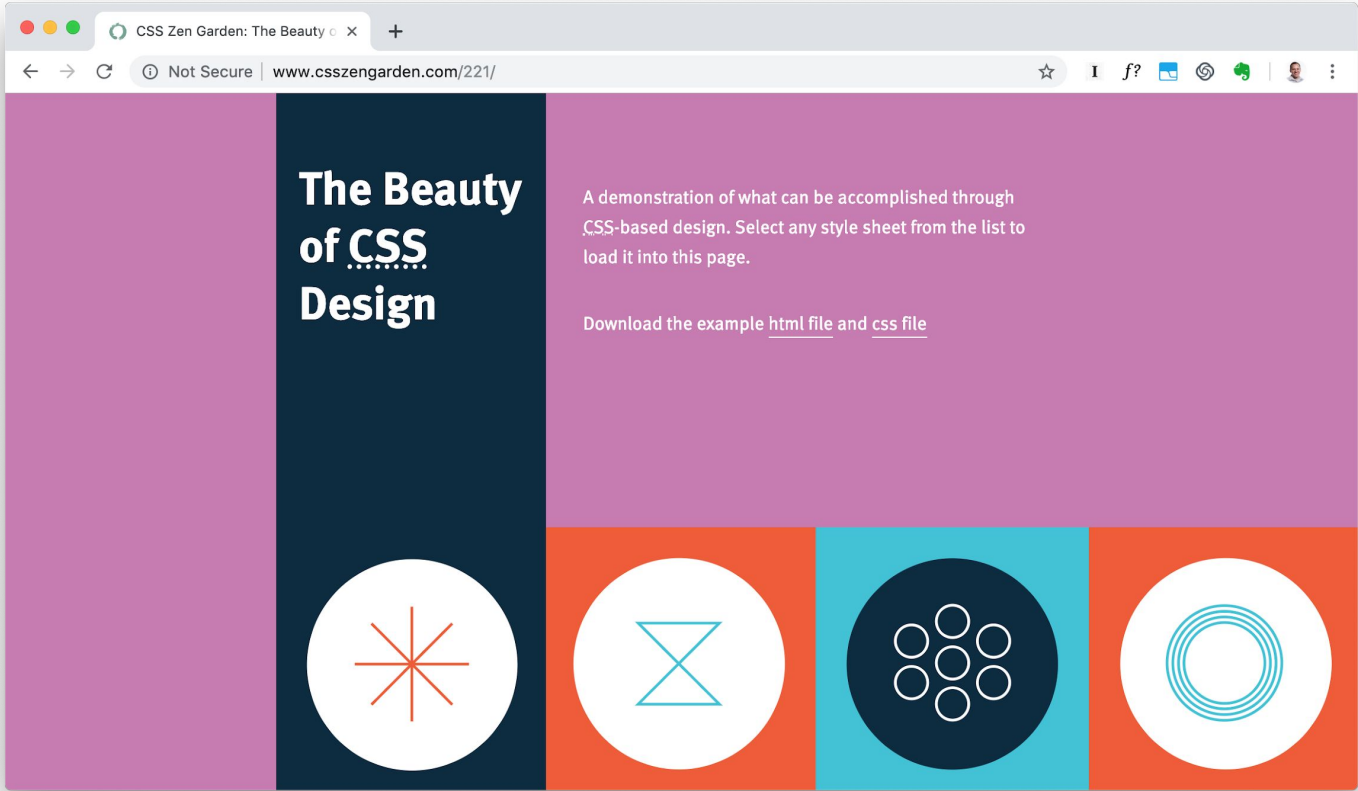 CSS Zen Garden: The Beauty o
Not Secure | www.csszengarden.com/221/
I f?
The Beauty
of CSS
Design
A demonstration of what can be accomplished through
CSS-based design. Select any style sheet from the list to
load it into this page.
Download the example html file and css file